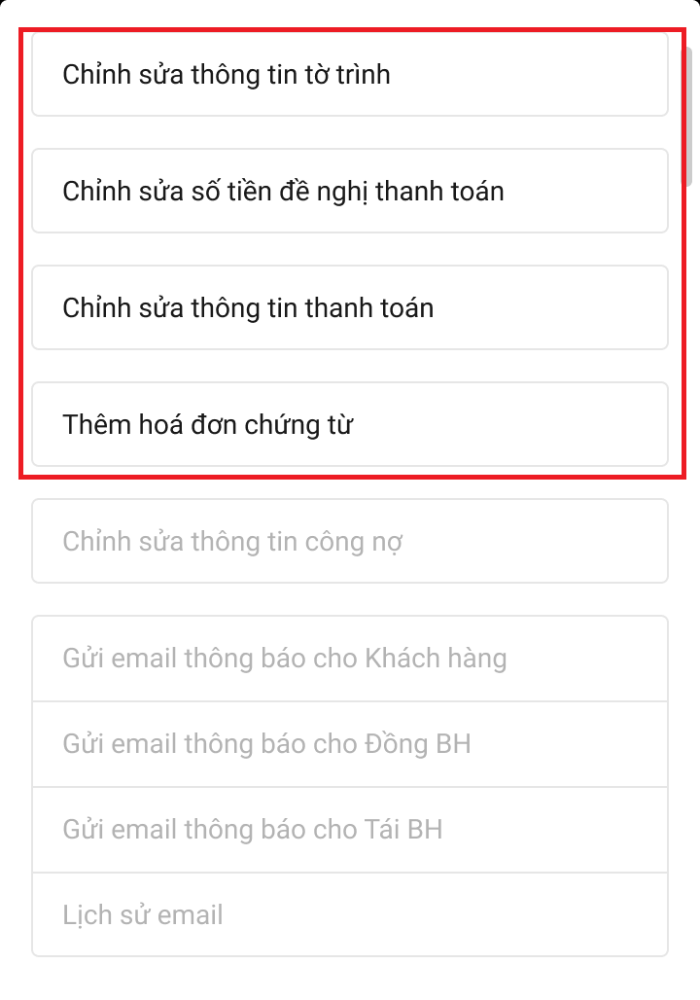 Chỉnh sửa thông tin tờ trình
Chỉnh sửa số tiền đề nghị thanh toán
Chỉnh sửa thông tin thanh toán
Thêm hoá đơn chứng từ
Chỉnh sửa thông tin công nợ
Gửi email thông báo cho Khách hàng
Gửi email thông báo cho Đồng BH
Gửi email thông báo cho Tái BH
Lịch sử email